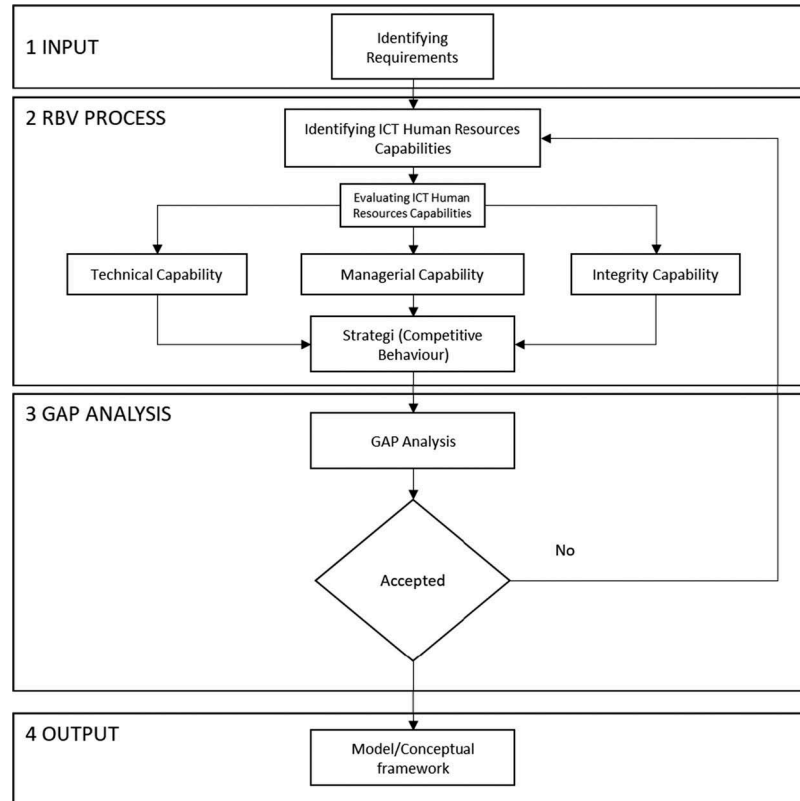 1 INPUT
Identifying
Requirements
2 RBV PROCESS
Identifying ICT Human Resources
Capabilities
Evaluating ICT Human
Resources Capabilities
Technical Capability
Managerial Capability
Integrity Capability
Strategi (Competitive
Behaviour)
3 GAP ANALYSIS
GAP Analysis
No
Accepted
4 OUTPUT
Model/Conceptual
framework